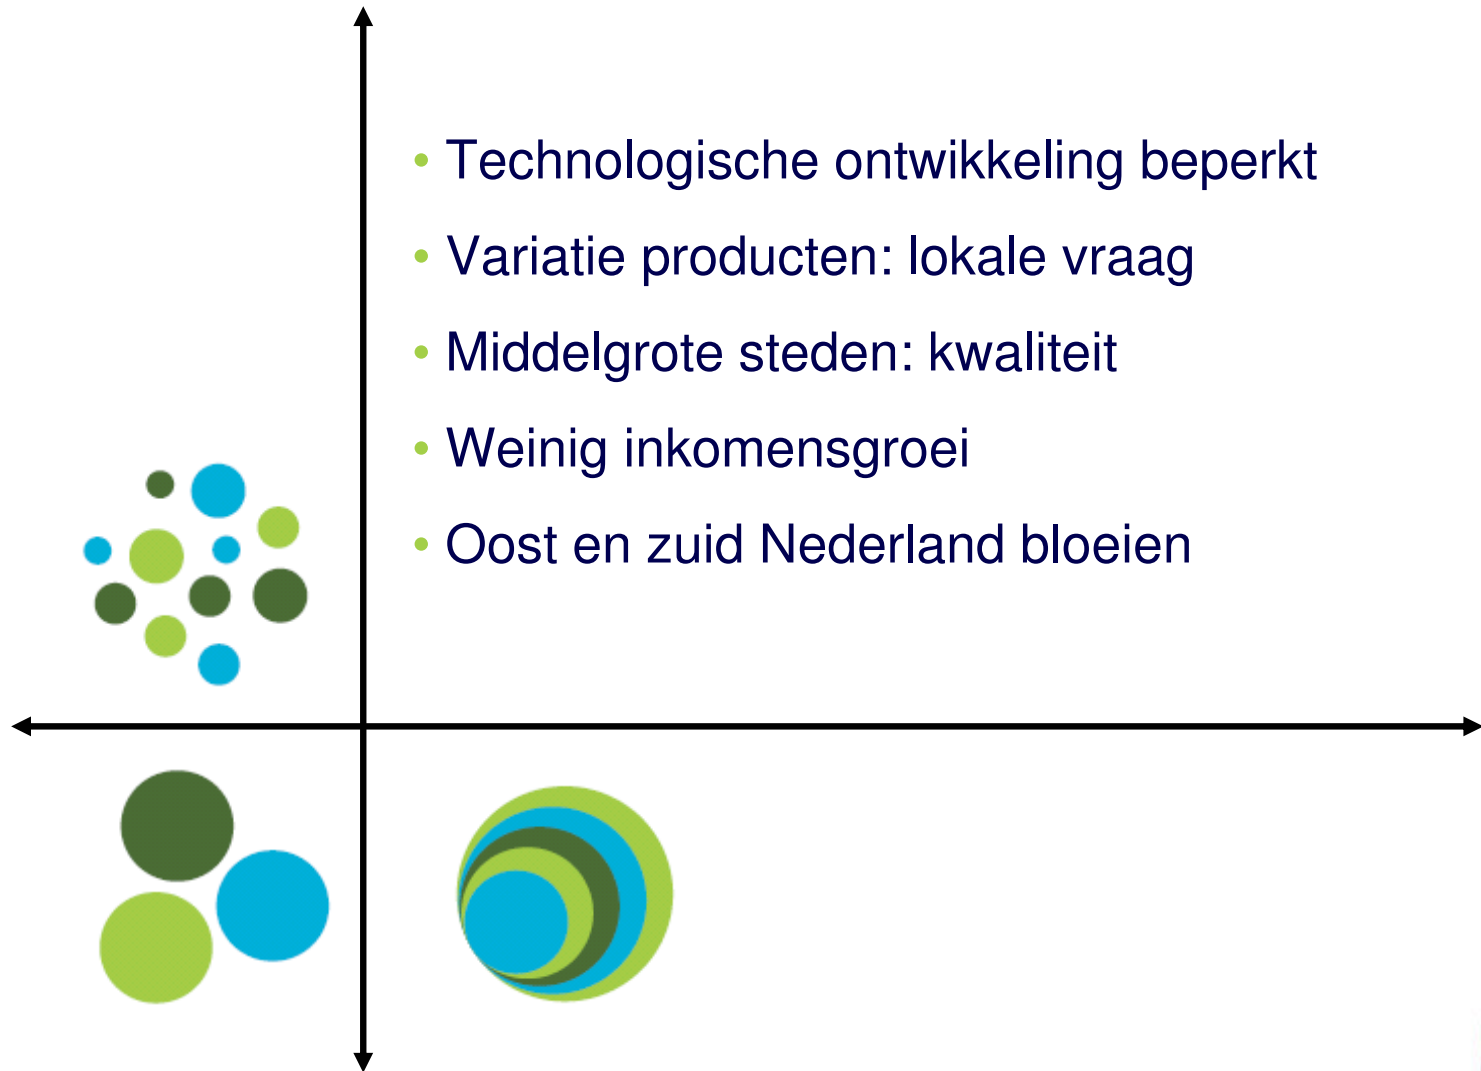 • Technologische ontwikkeling beperkt
• Variatie producten: lokale vraag
• Middelgrote steden: kwaliteit
• Weinig inkomensgroei
• Oost en zuid Nederland bloeien